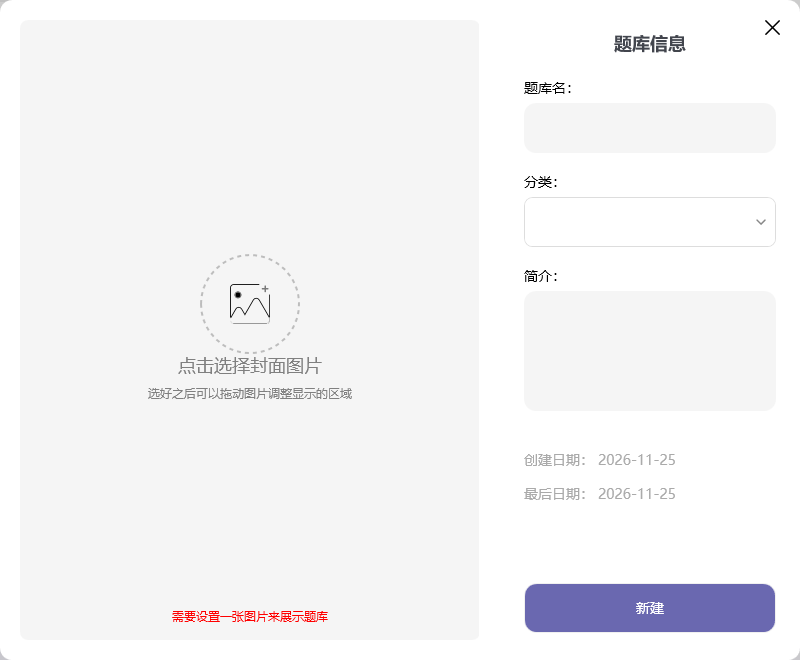 点击选择封面图片
选好之后可以拖动图片调整显示的区域
需要设置一张图片来展示题库
题库信息
题库名：
分类：
简介：
创建日期： 2026-11-25
最后日期： 2026-11-25
新建